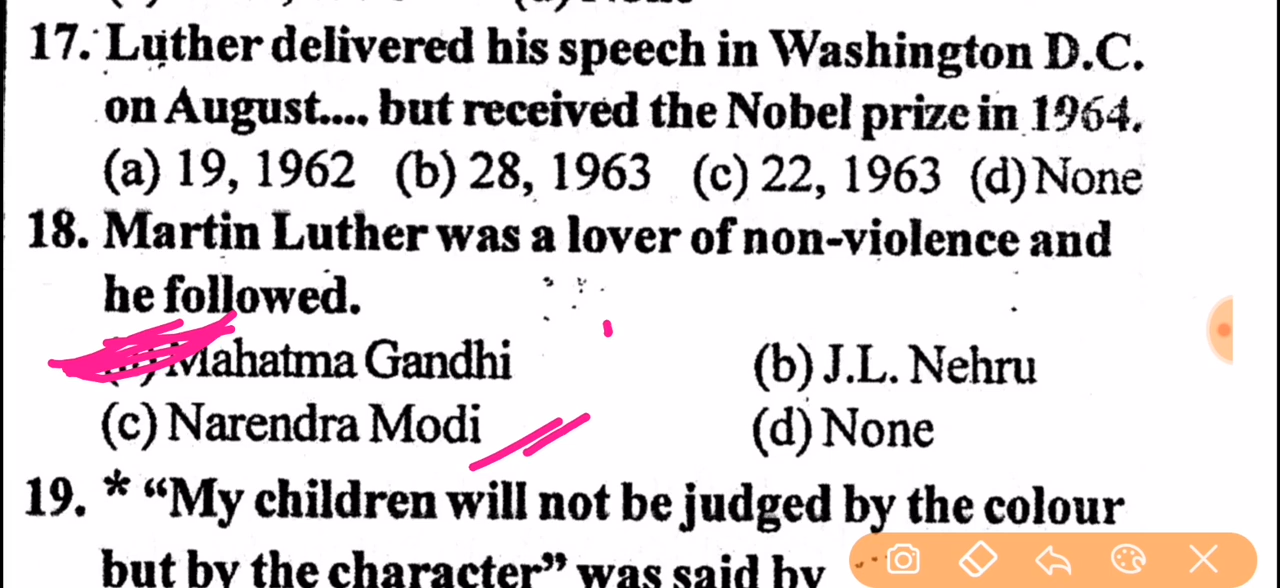 17. Luther delivered his speech in Washington D.C.
on August.... but received the Nobel prize in 1964.
(a) 19, 1962 (b) 28, 1963 (c) 22, 1963 (d) None
18. Martin Luther was a lover of non-violence and
he followed.
Mahatma Gandhi (b) J.L. Nehru
(c) Narendra Modi (d) None
19. * “My children will not be judged by the colour
but by the character” was said by